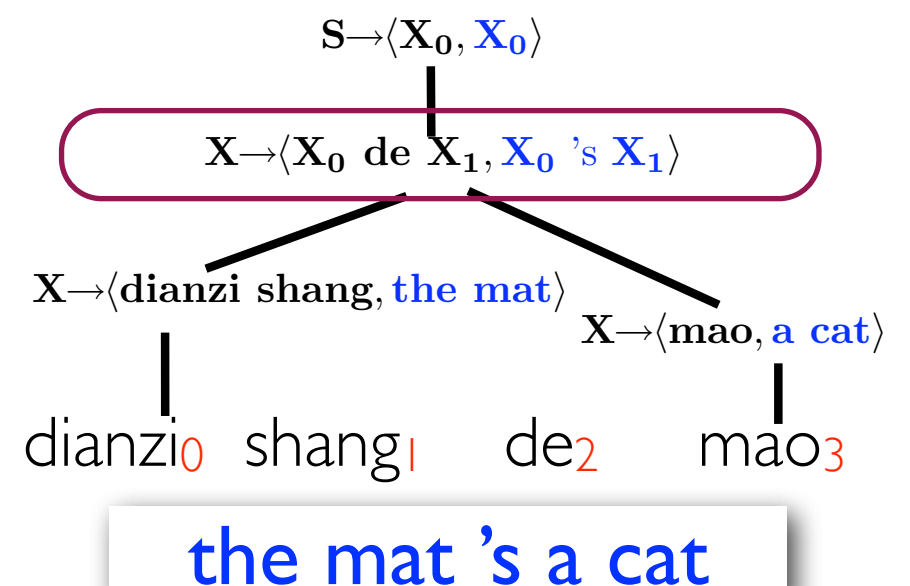 S→⟨X₀, X₀⟩
X→⟨X₀ de X₁, X₀ 's X₁⟩
X→⟨dianzi shang, the mat⟩
X→⟨mao, a cat⟩
dianzi₀ shang₁ de₂ mao₃
the mat 's a cat